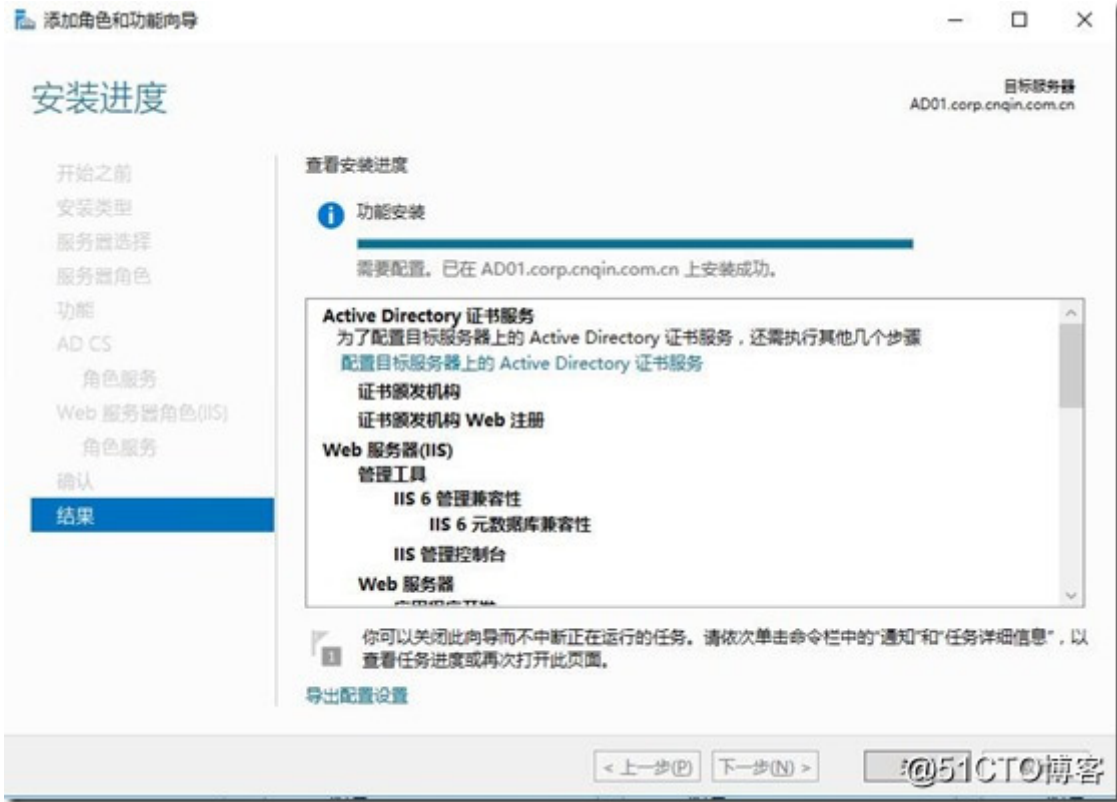 添加角色和功能向导
安装进度
目标服务器
AD01.corp.cnqin.com.cn
开始之前
安装类型
服务器选择
服务器角色
功能
AD CS
角色服务
Web 服务器角色(IIS)
角色服务
确认
结果
查看安装进度
功能安装
需要配置。已在 AD01.corp.cnqin.com.cn 上安装成功。
Active Directory 证书服务
为了配置目标服务器上的 Active Directory 证书服务，还需执行其他几个步骤
配置目标服务器上的 Active Directory 证书服务
证书颁发机构
证书颁发机构 Web 注册
Web 服务器(IIS)
管理工具
IIS 6 管理兼容性
IIS 6 元数据库兼容性
IIS 管理控制台
Web 服务器
1
你可以关闭此向导而不中断正在运行的任务。请依次单击命令栏中的“通知”和“任务详细信息”，以
查看任务进度或再次打开此页面。
导出配置设置
< 上一步(P)
下一步(N) >
@51CTO博客